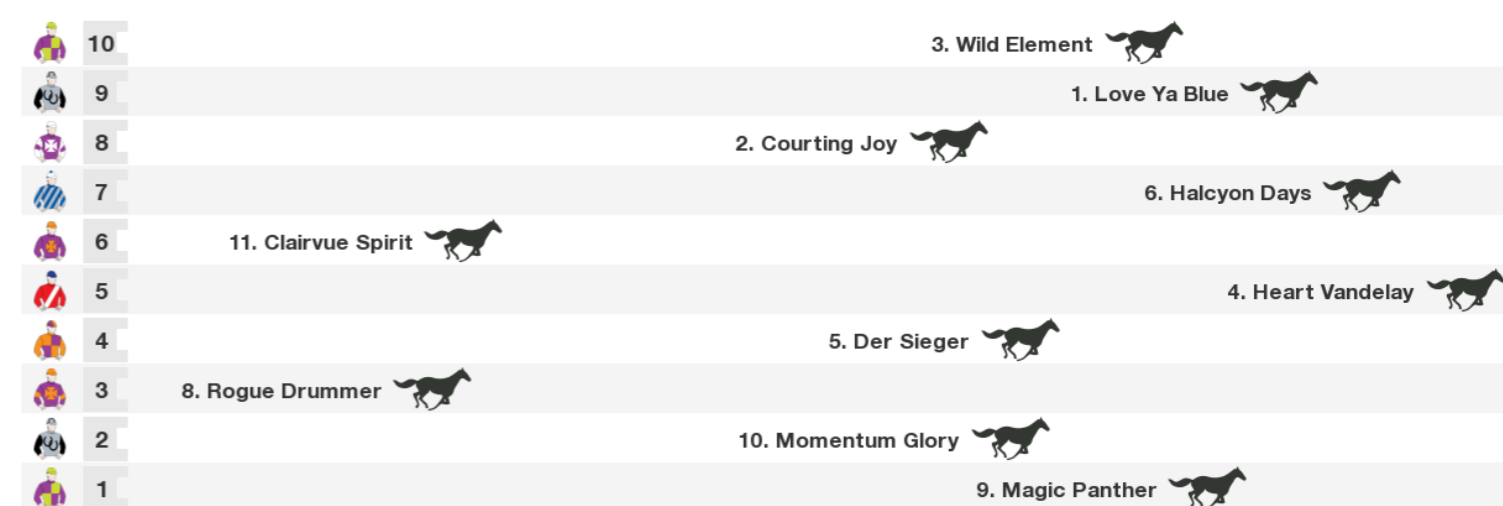 10 3. Wild Element
9 1. Love Ya Blue
8 2. Courting Joy
7 6. Halcyon Days
6 11. Clairvue Spirit
5 4. Heart Vandelay
4 5. Der Sieger
3 8. Rogue Drummer
2 10. Momentum Glory
1 9. Magic Panther